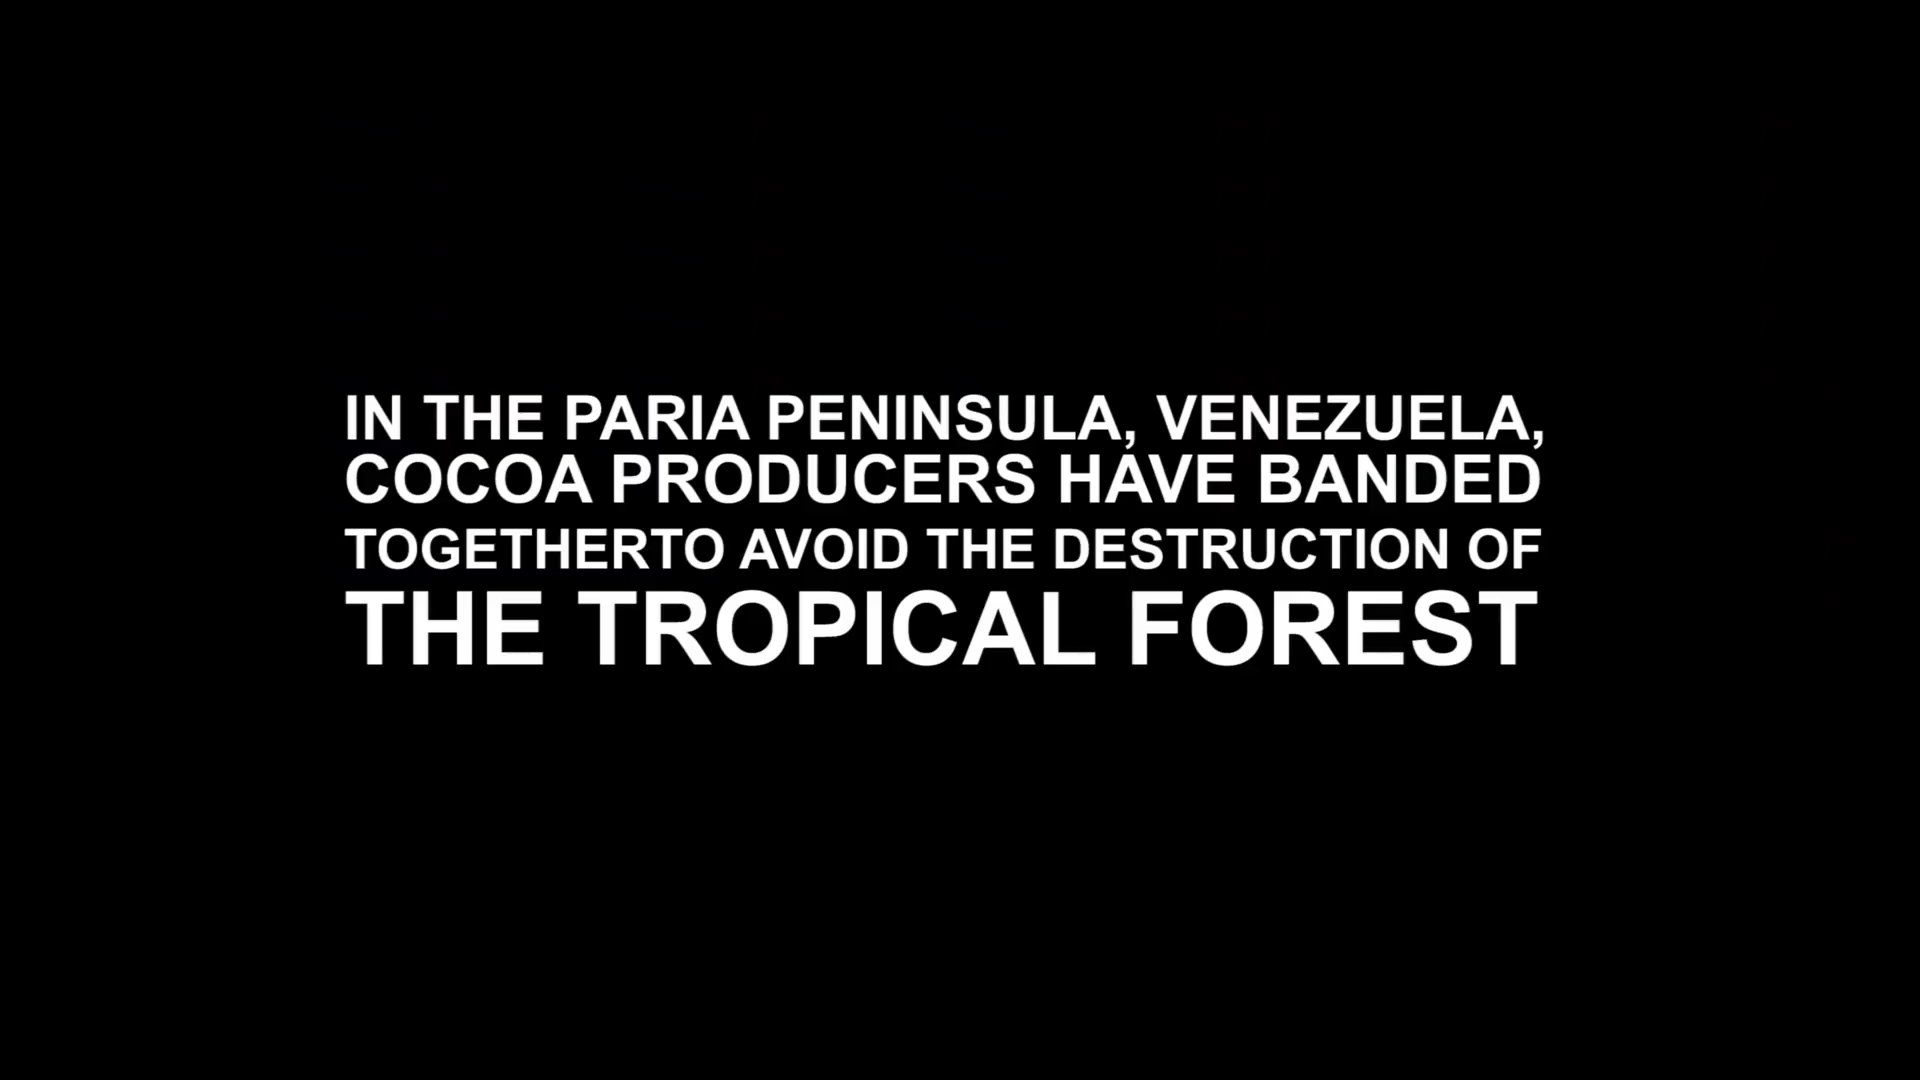 IN THE PARIA PENINSULA, VENEZUELA,
COCOA PRODUCERS HAVE BANDED
TOGETHERTO AVOID THE DESTRUCTION OF
THE TROPICAL FOREST